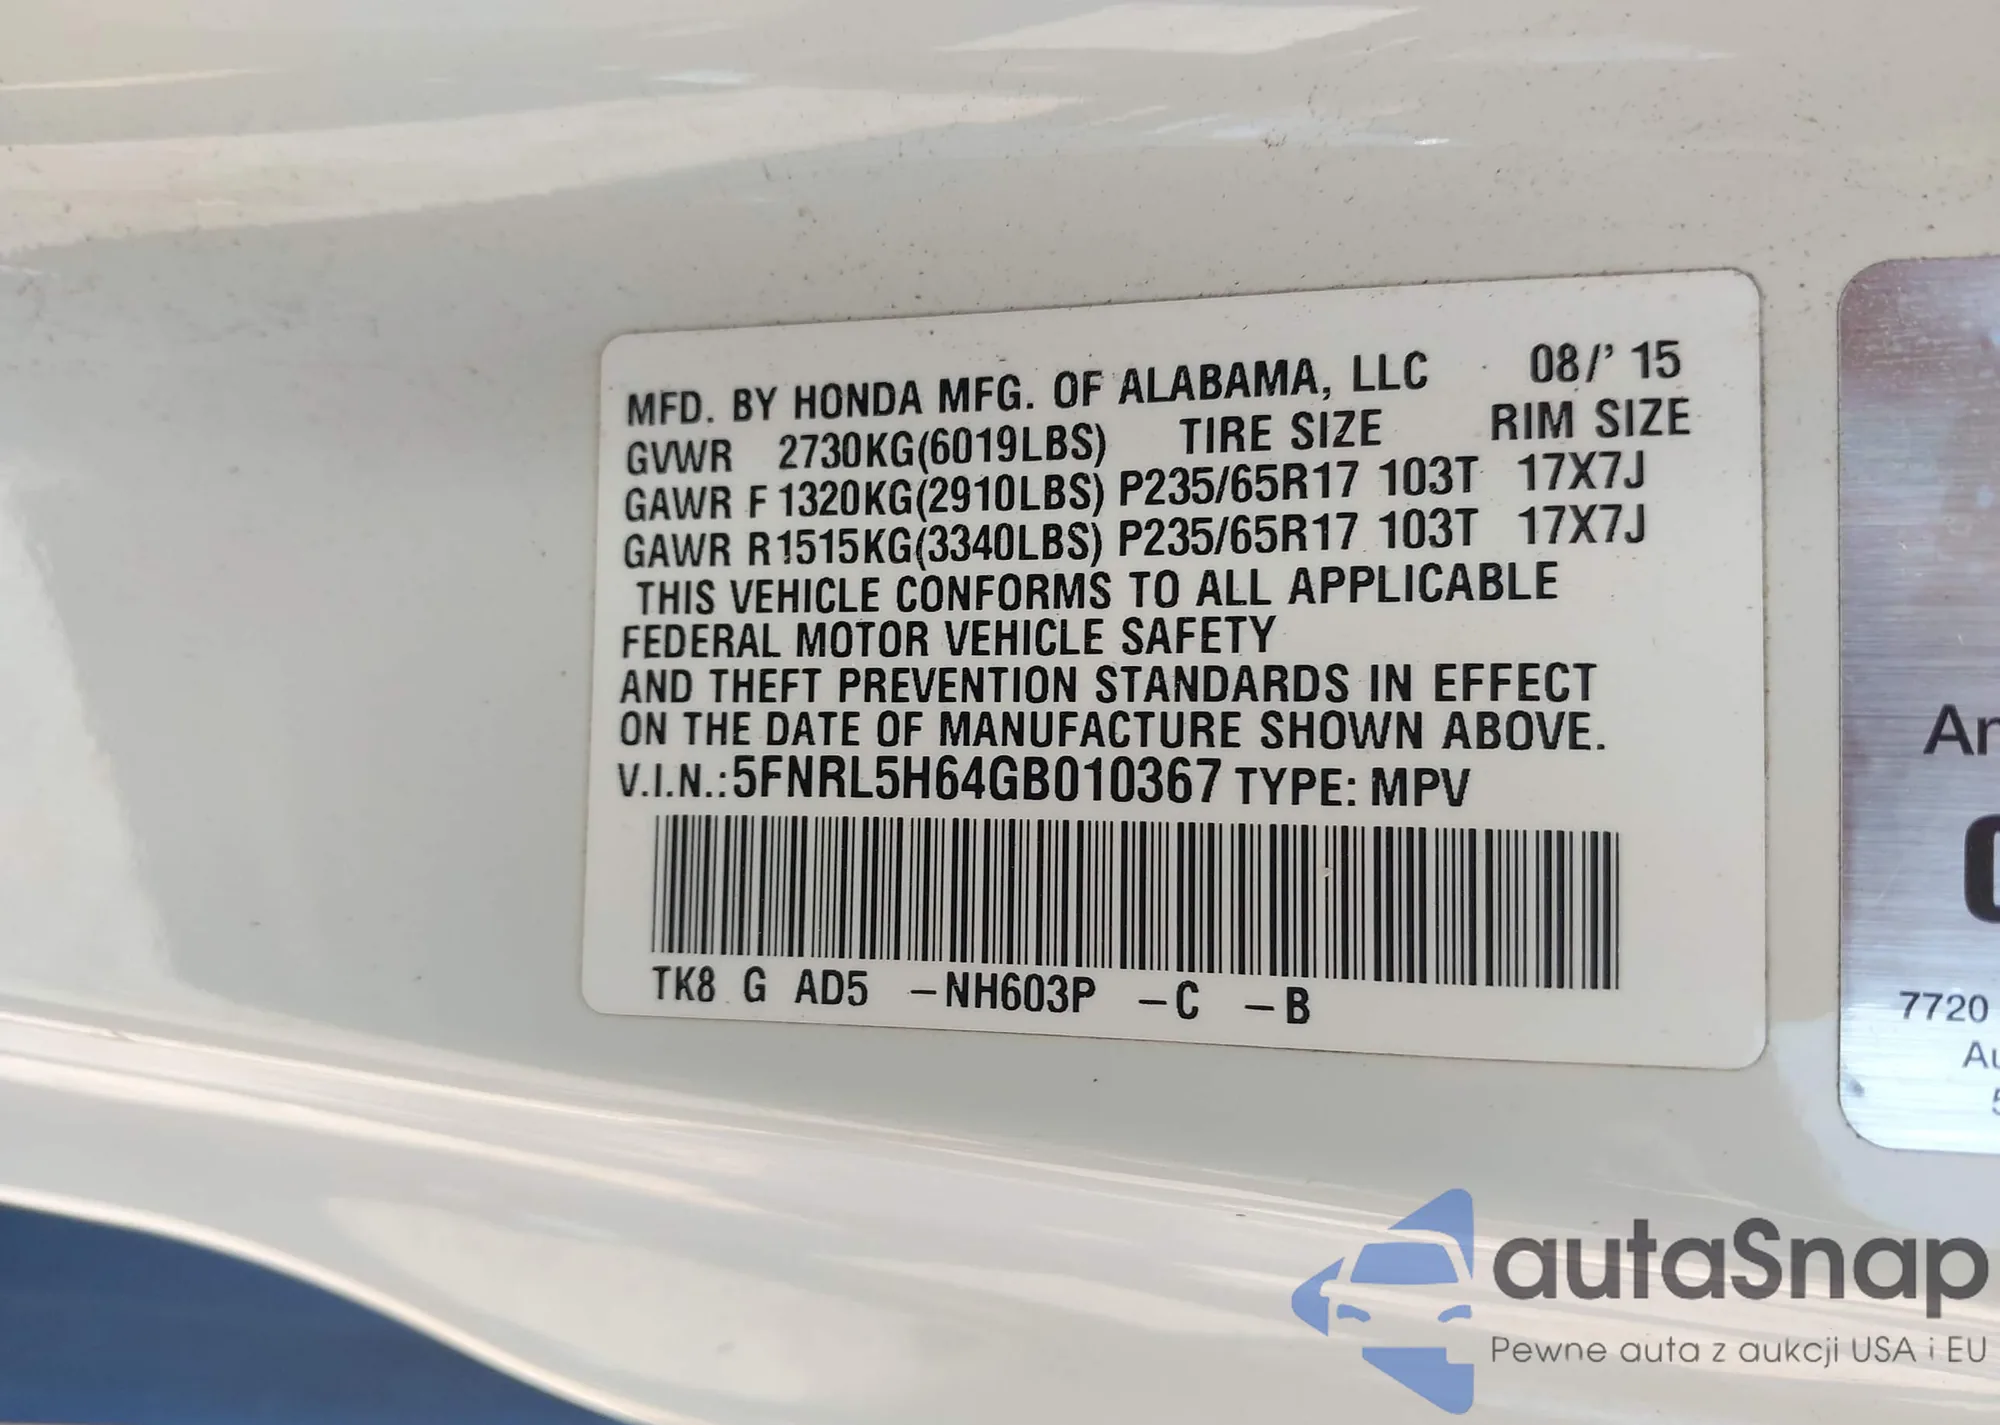 MFD. BY HONDA MFG. OF ALABAMA, LLC 08/' 15
GVWR 2730KG(6019LBS) TIRE SIZE RIM SIZE
GAWR F 1320KG(2910LBS) P235/65R17 103T 17X7J
GAWR R1515KG(3340LBS) P235/65R17 103T 17X7J
THIS VEHICLE CONFORMS TO ALL APPLICABLE
FEDERAL MOTOR VEHICLE SAFETY
AND THEFT PREVENTION STANDARDS IN EFFECT
ON THE DATE OF MANUFACTURE SHOWN ABOVE.
V.I.N.:5FNRL5H64GB010367 TYPE: MPV
TK8 G AD5 -NH603P -C -B
7720
autaSnap
Pewne auta z aukcji USA i EU